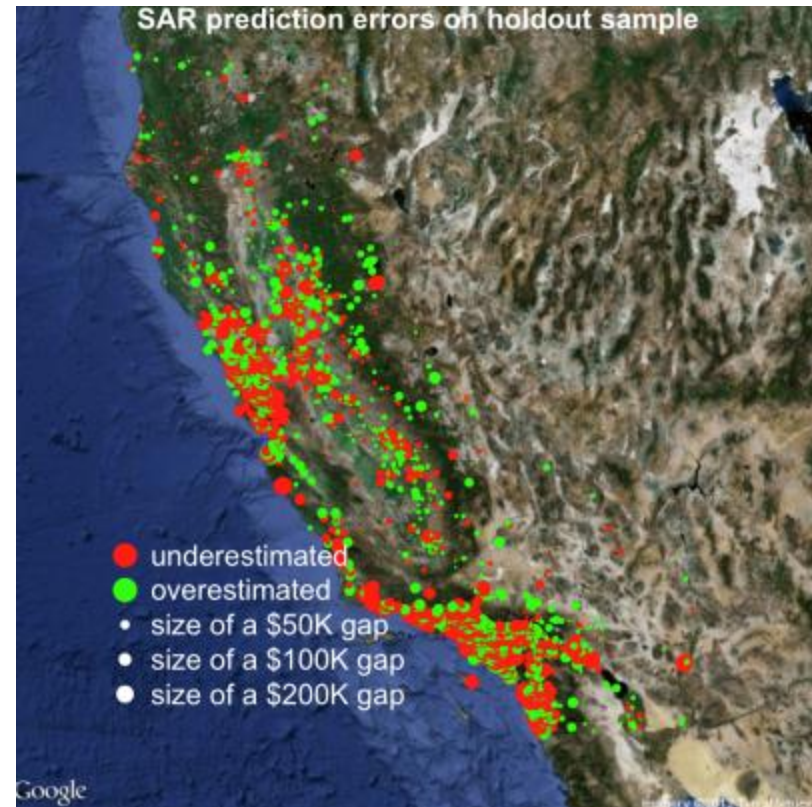 SAR prediction errors on holdout sample
underestimated
overestimated
size of a $50K gap
size of a $100K gap
size of a $200K gap
Google